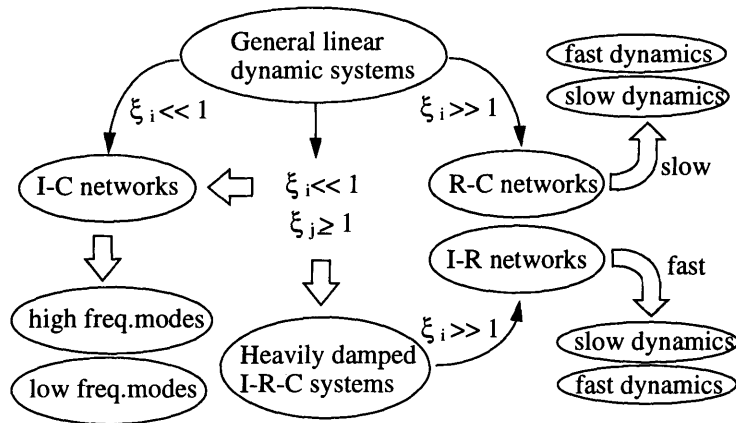 General linear
dynamic systems
fast dynamics
slow dynamics
ξ i << 1
ξ i >> 1
I-C networks
ξ i << 1
ξ j ≥ 1
R-C networks
slow
I-R networks
fast
high freq.modes
low freq.modes
Heavily damped
I-R-C systems
ξ i >> 1
slow dynamics
fast dynamics